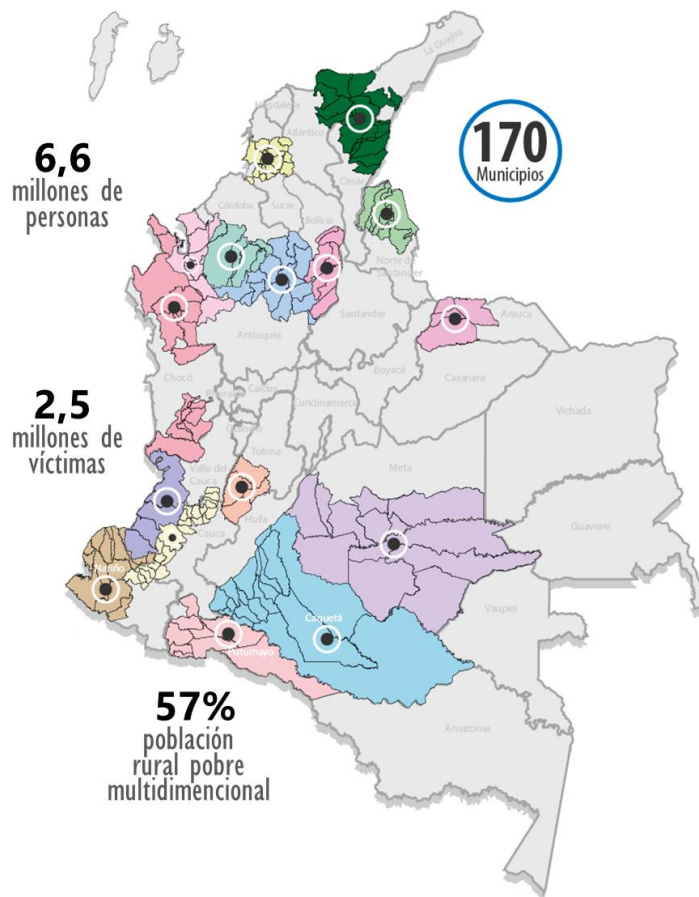 La Guajira
Magdalena
Atlántico
170
Municipios
6,6
millones de
personas
Cesar
Córdoba
Sucre
Bolívar
Norte de
Santander
Antioquia
Santander
Arauca
Boyacá
Casanare
Chocó
Caldas
Cundinamarca
Vichada
2,5
millones de
víctimas
Tolima
Valle del
Cauca
Meta
Huila
Cauca
Guaviare
Nariño
Vaupes
Caquetá
Putumayo
57%
población
rural pobre
multidimencional
Amazonas